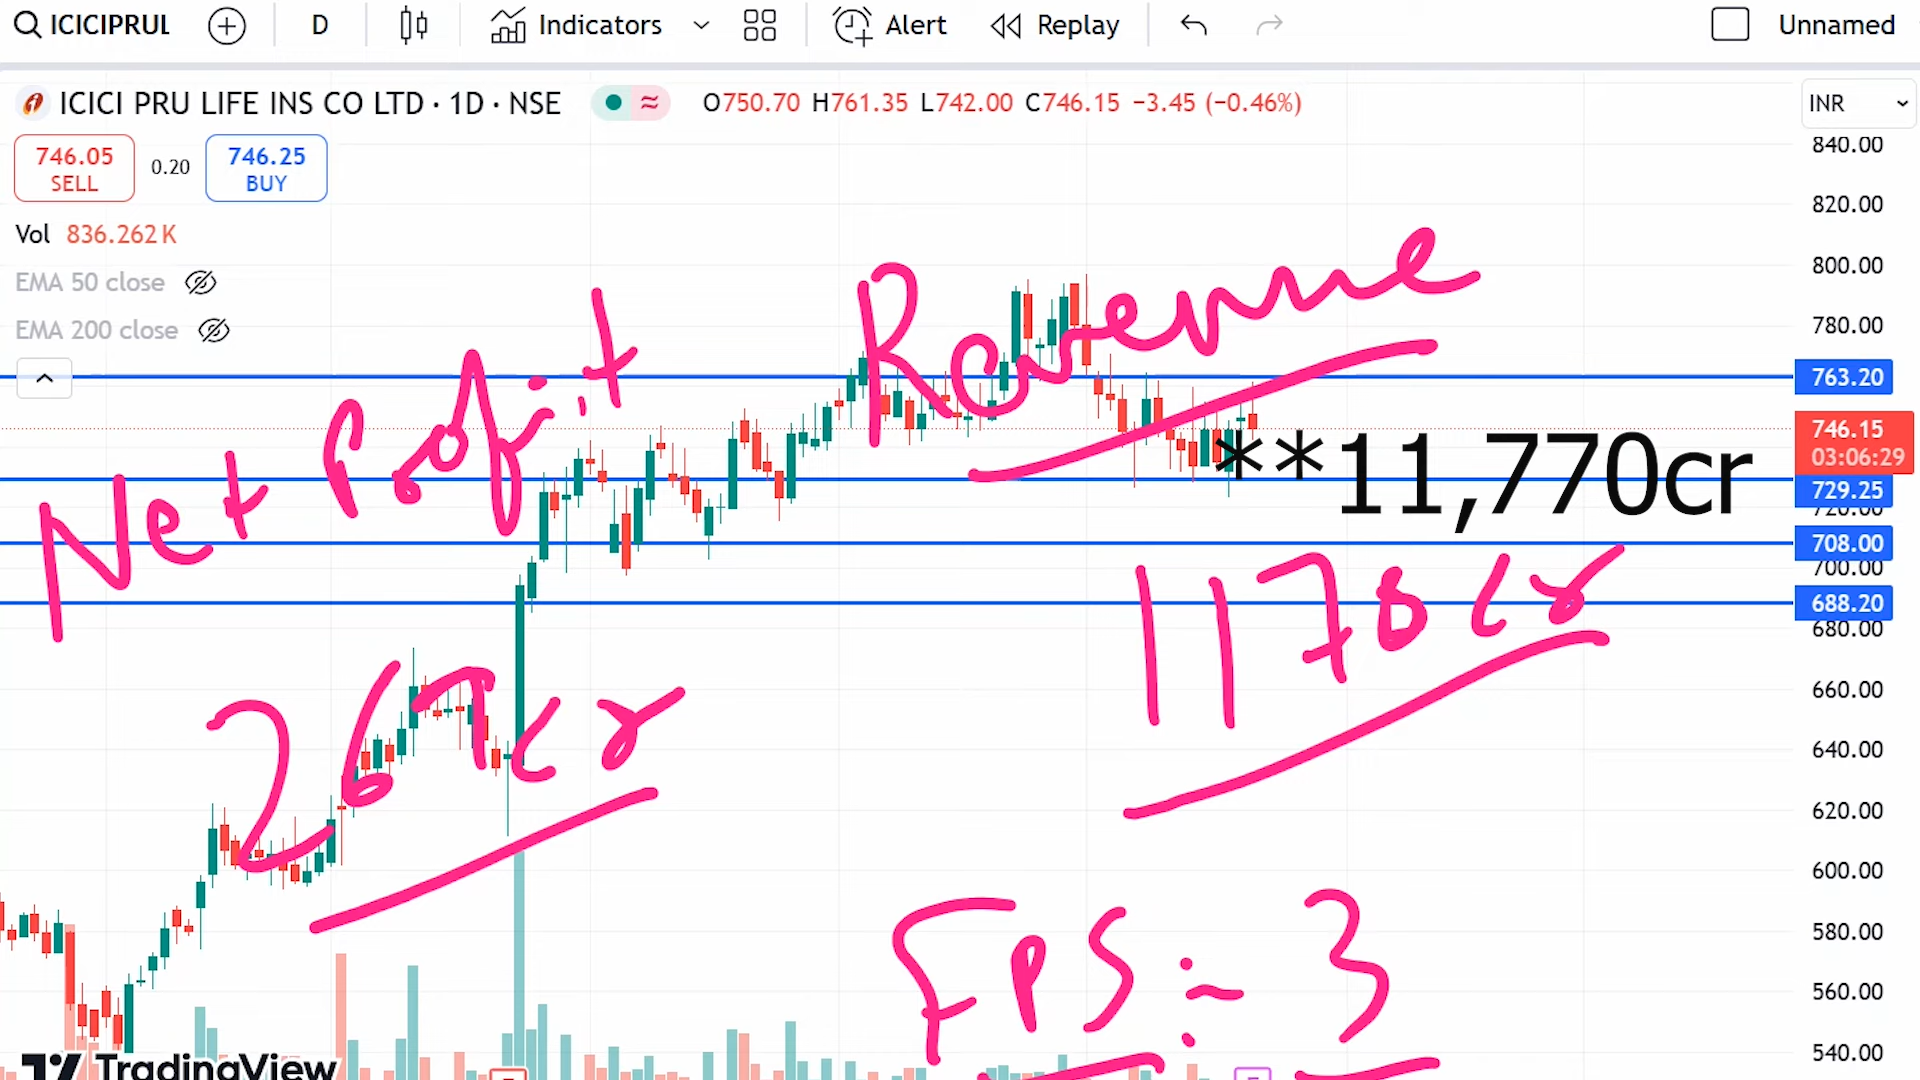 ICICIPRUL D Indicators Alert Replay Unnamed
ICICI PRU LIFE INS CO LTD · 1D · NSE ≈ O750.70 H761.35 L742.00 C746.15 −3.45 (−0.46%) INR
746.05 SELL 0.20 746.25 BUY
Vol 836.262 K
EMA 50 close
EMA 200 close
840.00
820.00
800.00
780.00
763.20
746.15
03:06:29
729.25
720.00
708.00
700.00
688.20
680.00
660.00
640.00
620.00
600.00
580.00
560.00
540.00
Net Profit
267cr
Revenue
**11,770cr
1178cr
EPS :- 3
TradingView